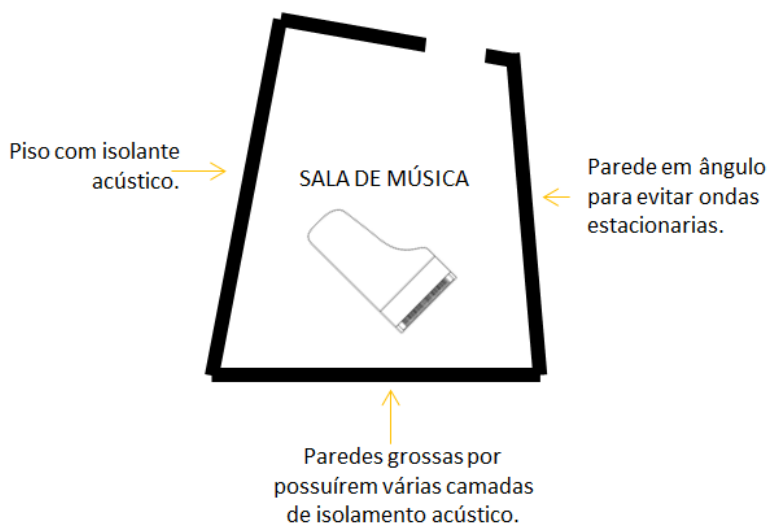 Piso com isolante
acústico.
SALA DE MÚSICA
Parede em ângulo
para evitar ondas
estacionarias.
Paredes grossas por
possuírem várias camadas
de isolamento acústico.